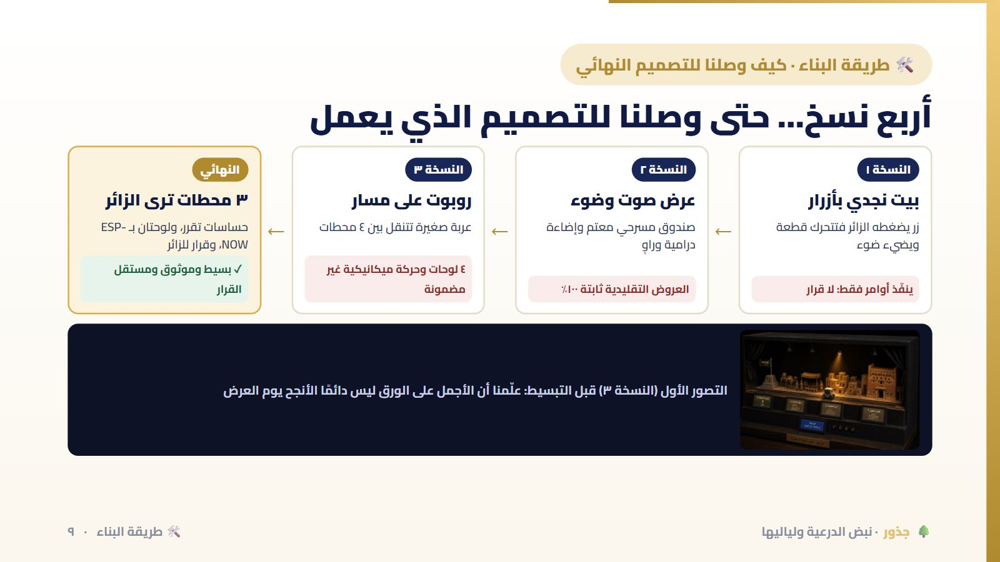 🛠️ طريقة البناء · كيف وصلنا للتصميم النهائي
أربع نسخ... حتى وصلنا للتصميم الذي يعمل
النسخة ١
بيت نجدي بأزرار
زر يضغطه الزائر فتتحرك قطعة
ويضيء ضوء
ينفّذ أوامر فقط: لا قرار
←
النسخة ٢
عرض صوت وضوء
صندوق مسرحي معتم وإضاءة
درامية وراوٍ
العروض التقليدية ثابتة ١٠٠٪
←
النسخة ٣
روبوت على مسار
عربة صغيرة تتنقل بين ٤ محطات
٤ لوحات وحركة ميكانيكية غير
مضمونة
←
النهائي
٣ محطات ترى الزائر
حساسات تقرر، ولوحتان بـ ESP-
NOW، وقرار للزائر
✓ بسيط وموثوق ومستقل
القرار
التصور الأول (النسخة ٣) قبل التبسيط: علّمنا أن الأجمل على الورق ليس دائمًا الأنجح يوم العرض
🌳 جذور · نبض الدرعية ولياليها
🛠️ طريقة البناء · ٩